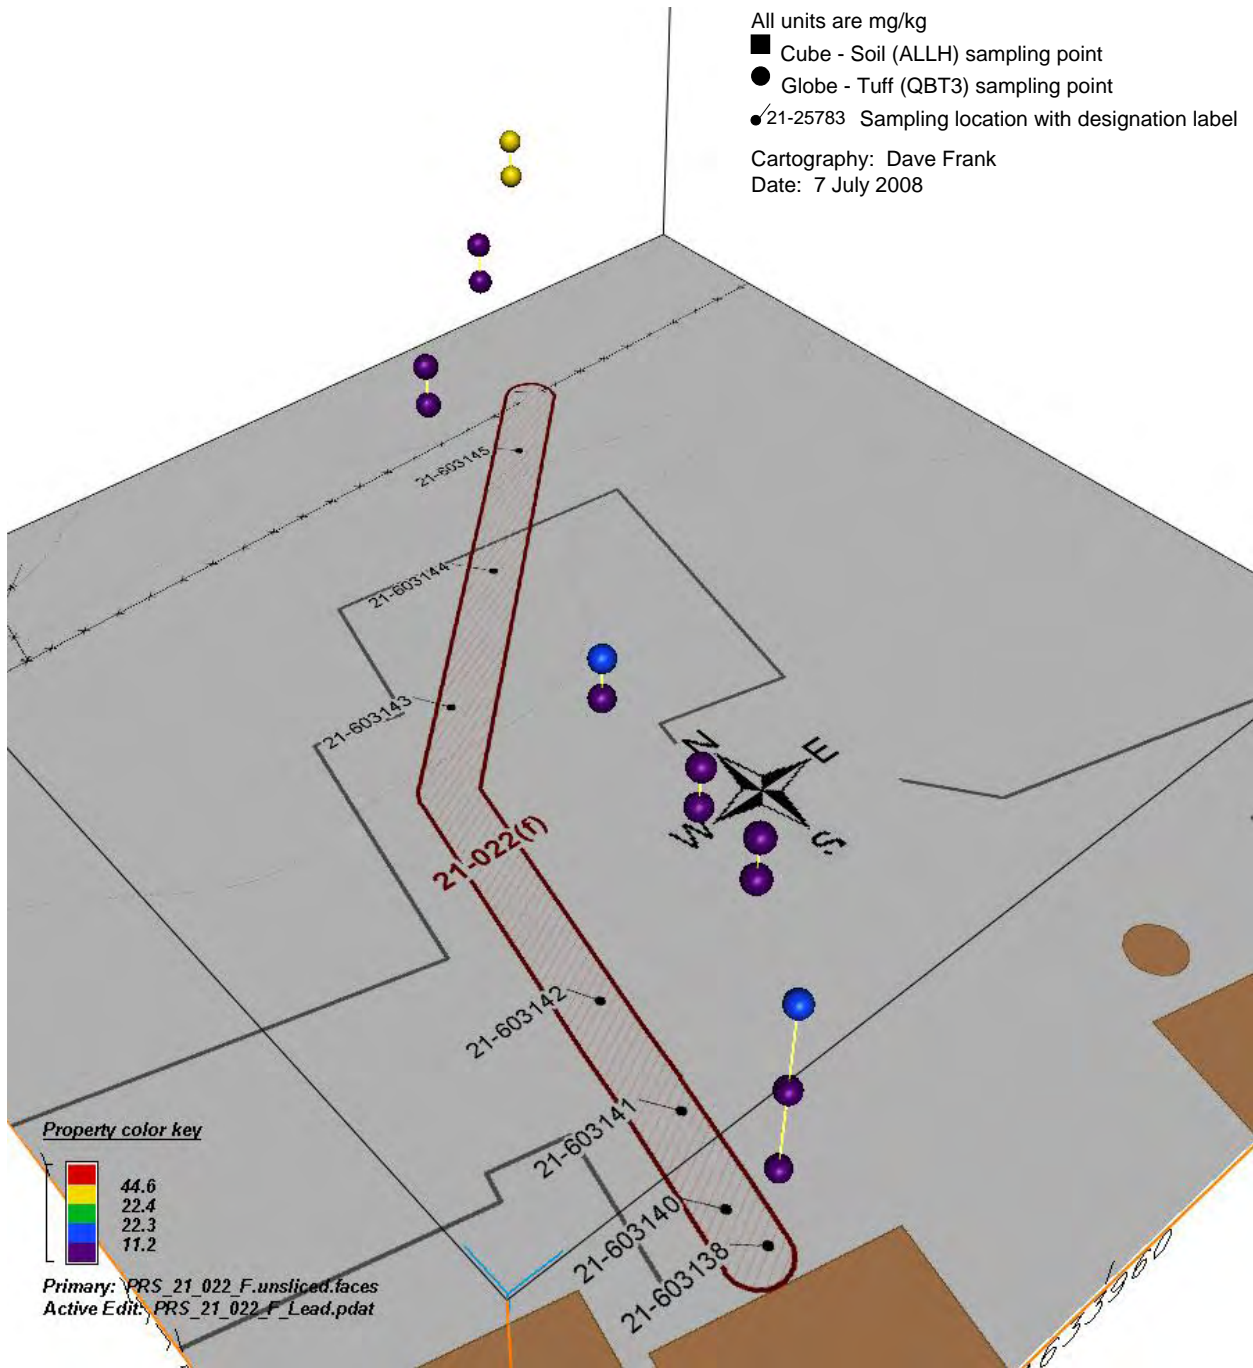 All units are mg/kg
Cube - Soil (ALLH) sampling point
Globe - Tuff (QBT3) sampling point
21-25783 Sampling location with designation label
Cartography: Dave Frank
Date: 7 July 2008
21-603145
21-603144
21-603143
N
E
W
S
21-022(f)
21-603142
21-603141
21-603140
21-603138
Property color key
44.6
22.4
22.3
11.2
Primary: PRS_21_022_F.unsliced.faces
Active Edit: PRS_21_022_F_Lead.pdat